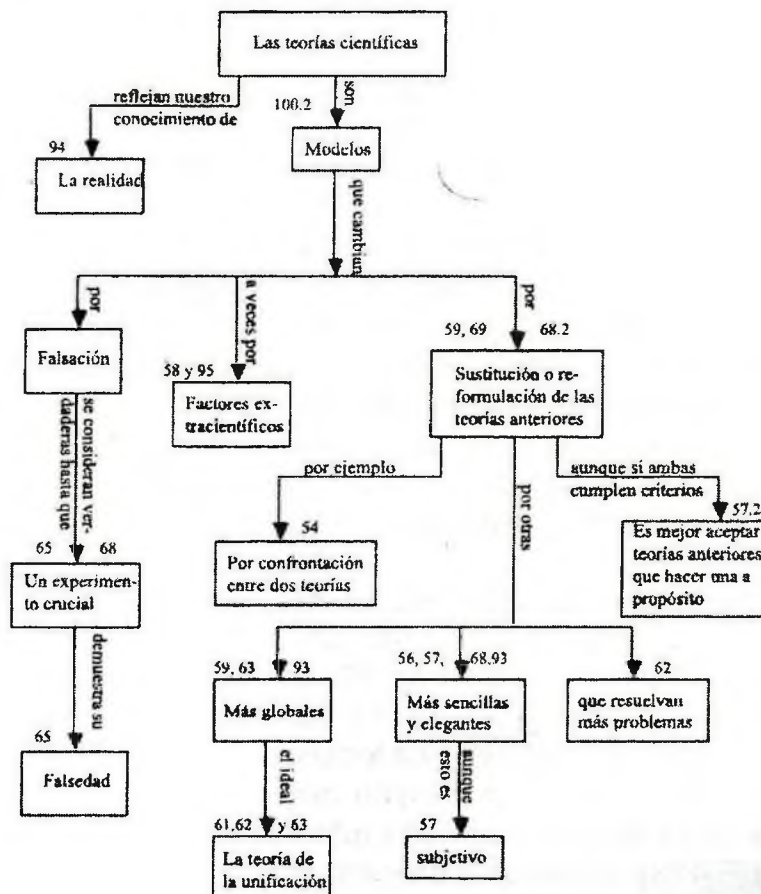 Las teorías científicas
reflejan nuestro
conocimiento de
son
100.2
94
La realidad
Modelos
que cambian
por
a veces por
por
59, 69
68.2
Falsación
58 y 95
Factores ex-
tracientíficos
Sustitución o re-
formulación de las
teorías anteriores
se consideran ver-
daderas hasta que
por ejemplo
por otras
aunque si ambas
cumplen criterios
57.2
54
Por confrontación
entre dos teorías
Es mejor aceptar
teorías anteriores
que hacer una a
propósito
65
68
Un experimen-
to crucial
demuestra su
59, 63
93
Más globales
56, 57,
68.93
Más sencillas
y elegantes
62
que resuelvan
más problemas
65
Falsedad
el ideal
aunque
esto es
61,62
y 63
La teoría de
la unificación
57
subjetivo